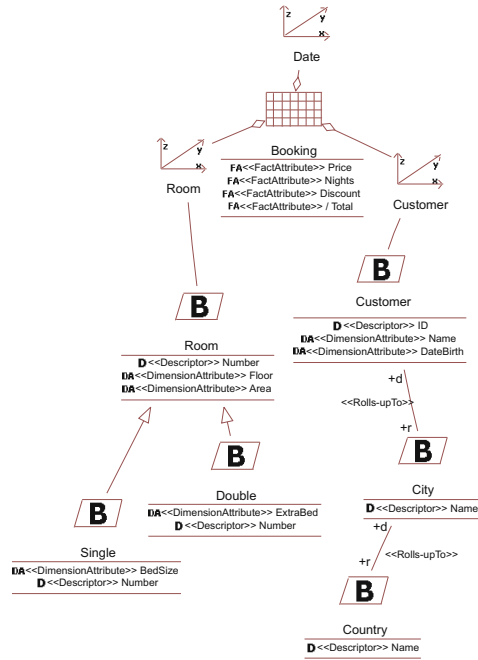 z y x
Date
z y x
Room
z y x
Customer
Booking
FA<<FactAttribute>> Price
FA<<FactAttribute>> Nights
FA<<FactAttribute>> Discount
FA<<FactAttribute>> / Total
B
Room
D<<Descriptor>> Number
DA<<DimensionAttribute>> Floor
DA<<DimensionAttribute>> Area
B
Customer
D<<Descriptor>> ID
DA<<DimensionAttribute>> Name
DA<<DimensionAttribute>> DateBirth
+d
<<Rolls-upTo>>
+r
B
City
D<<Descriptor>> Name
+d
<<Rolls-upTo>>
+r
B
Country
D<<Descriptor>> Name
B
Double
DA<<DimensionAttribute>> ExtraBed
D<<Descriptor>> Number
B
Single
DA<<DimensionAttribute>> BedSize
D<<Descriptor>> Number